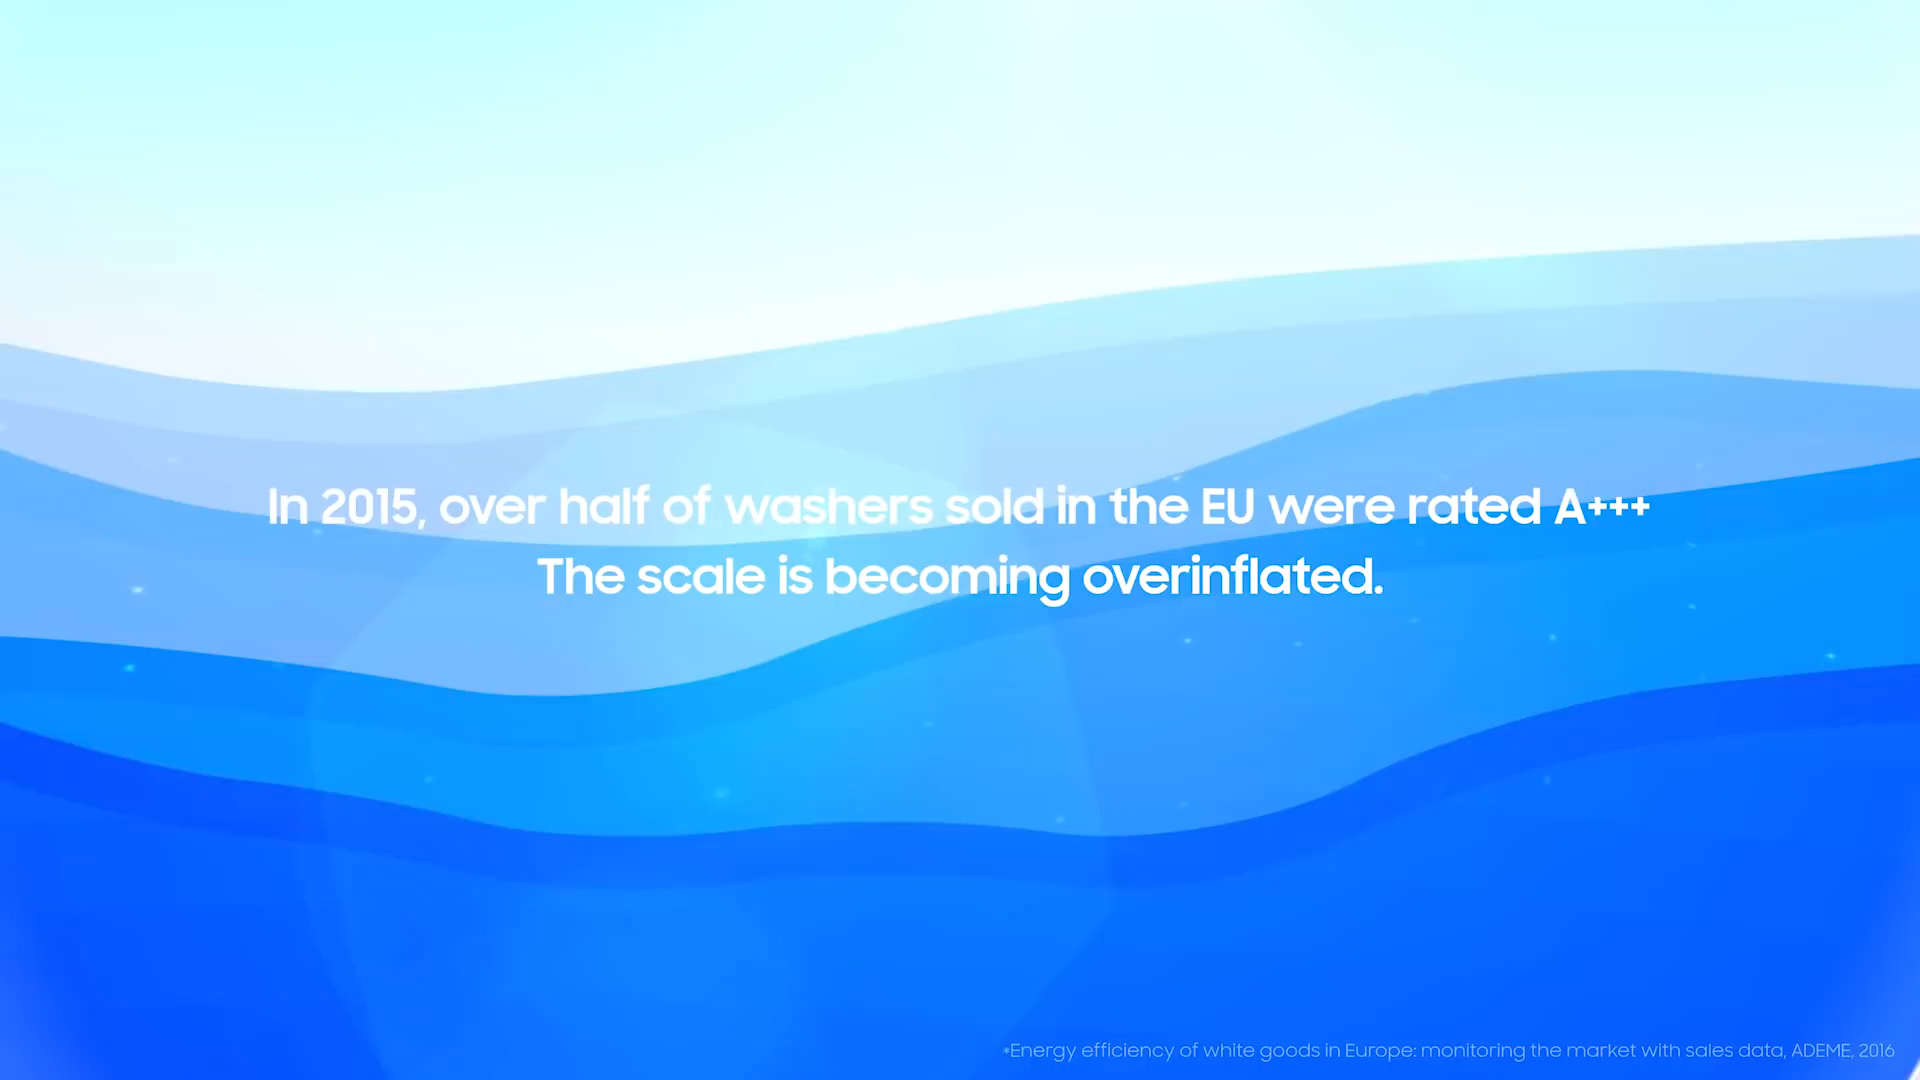 In 2015, over half of washers sold in the EU were rated A+++
The scale is becoming overinflated.
*Energy efficiency of white goods in Europe: monitoring the market with sales data, ADEME, 2016